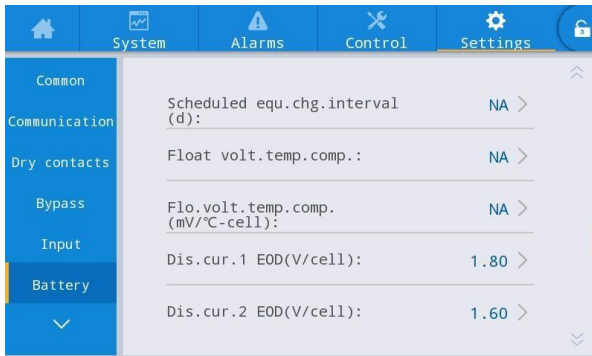 System Alarms Control Settings
3
Common
Communication
Dry contacts
Bypass
Input
Battery
Scheduled equ.chg.interval
(d):
NA
Float volt.temp.comp.:
NA
Flo.volt.temp.comp.
(mV/℃-cell):
NA
Dis.cur.1 EOD(V/cell):
1.80
Dis.cur.2 EOD(V/cell):
1.60